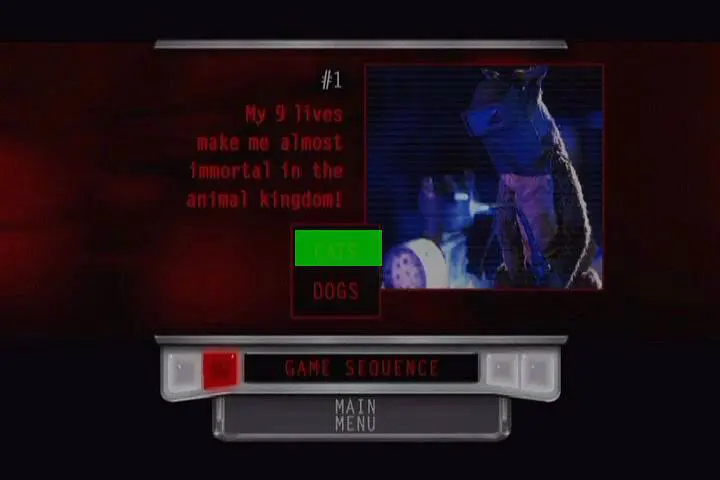 #1
My 9 lives
make me almost
immortal in the
animal kingdom!
CATS
DOGS
GAME SEQUENCE
MAIN
MENU